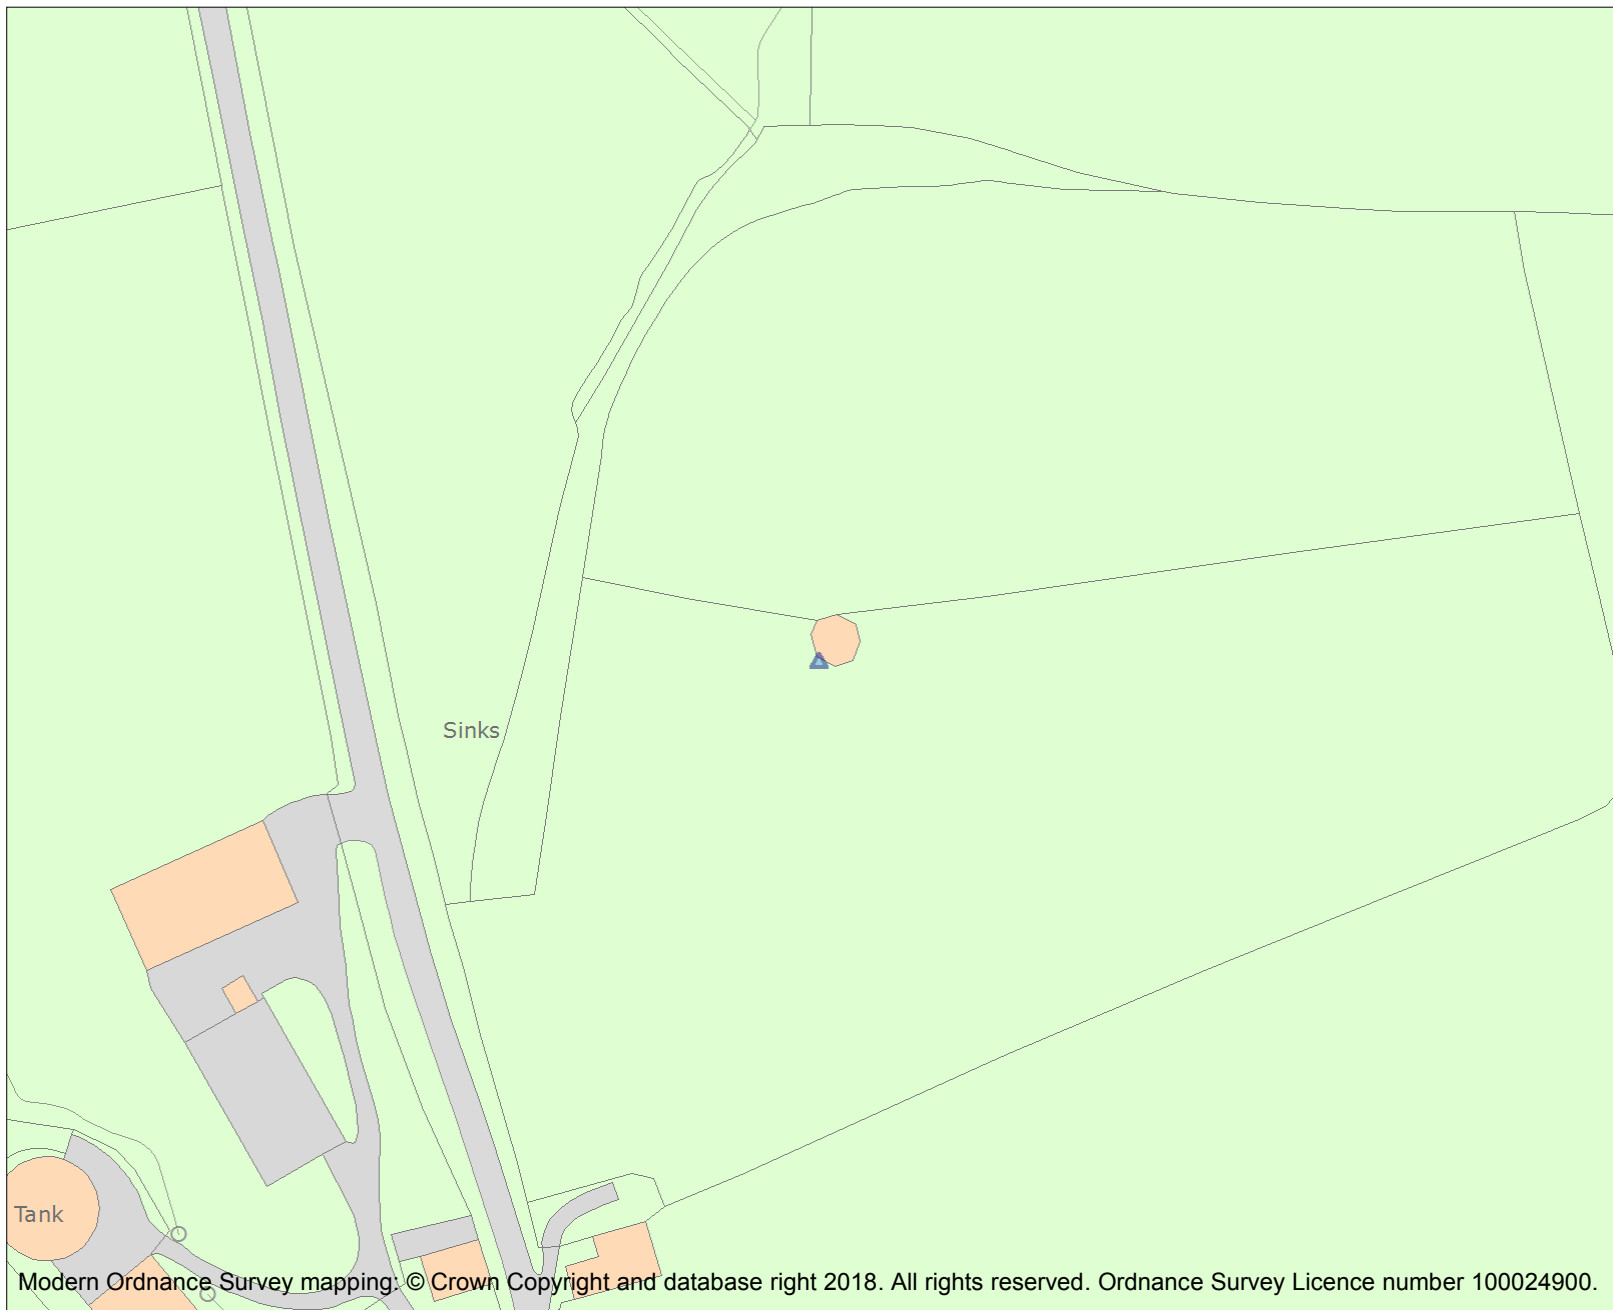 Sinks
Tank
Modern Ordnance Survey mapping: © Crown Copyright and database right 2018. All rights reserved. Ordnance Survey Licence number 100024900.